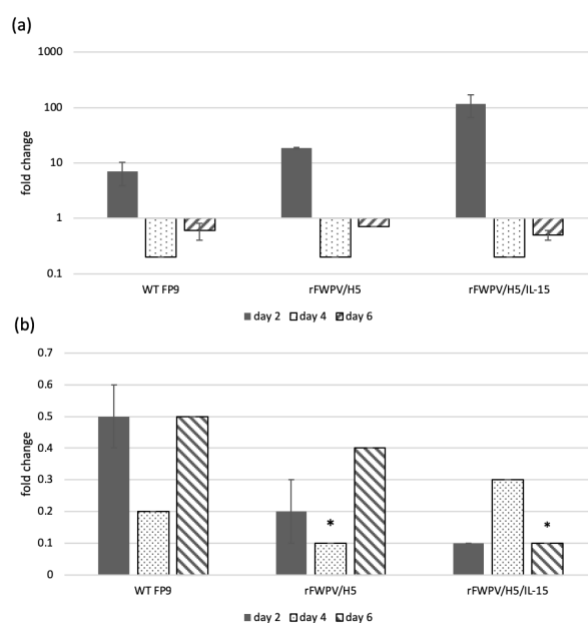 (a)
1000
100
10
1
0.1
fold change
WT FP9 rFWPV/H5 rFWPV/H5/IL-15
day 2 day 4 day 6
(b)
0.7
0.6
0.5
0.4
0.3
0.2
0.1
0
fold change
* *
WT FP9 rFWPV/H5 rFWPV/H5/IL-15
day 2 day 4 day 6